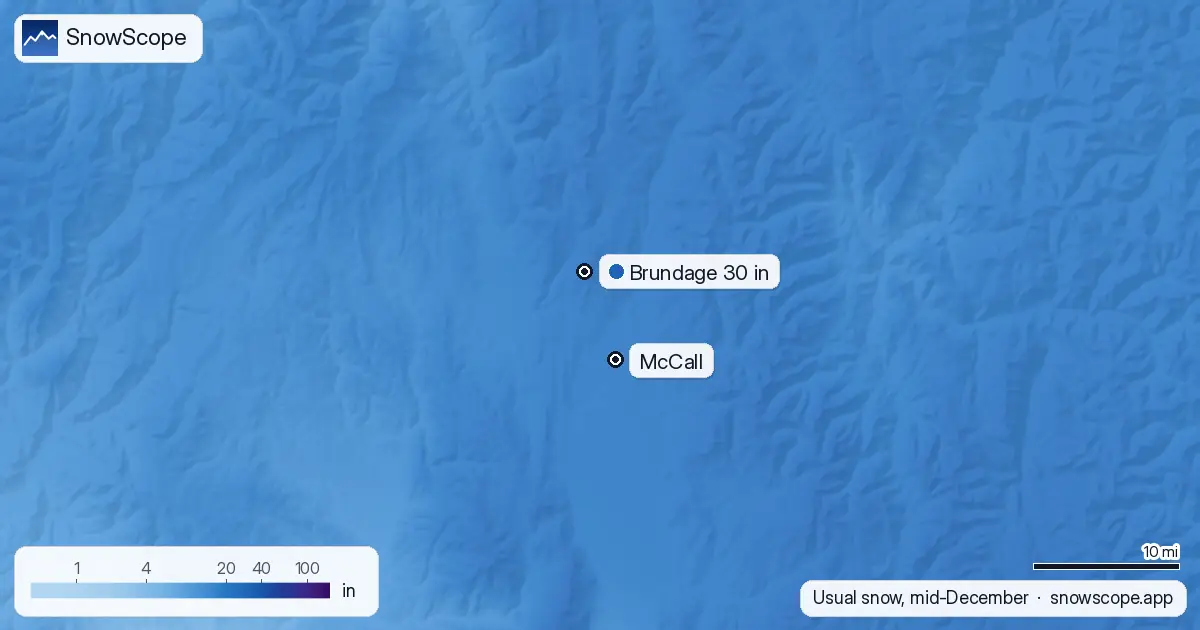 SnowScope
Brundage 30 in
McCall
1 4 20 40 100
in
10 mi
Usual snow, mid-December · snowscope.app